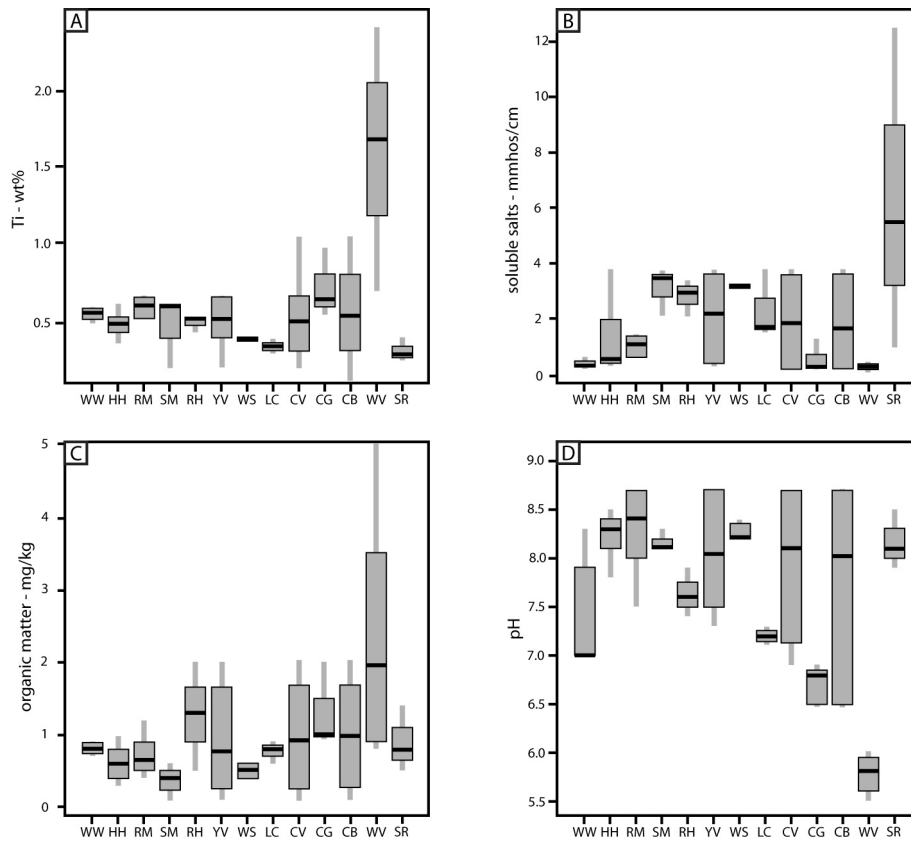 A
Ti - wt%
2.0
1.5
1.0
0.5
WW HH RM SM RH YV WS LC CV CG CB WV SR
B
soluble salts - mmhos/cm
12
10
8
6
4
2
0
WW HH RM SM RH YV WS LC CV CG CB WV SR
C
organic matter - mg/kg
5
4
3
2
1
0
WW HH RM SM RH YV WS LC CV CG CB WV SR
D
pH
9.0
8.5
8.0
7.5
7.0
6.5
6.0
5.5
WW HH RM SM RH YV WS LC CV CG CB WV SR